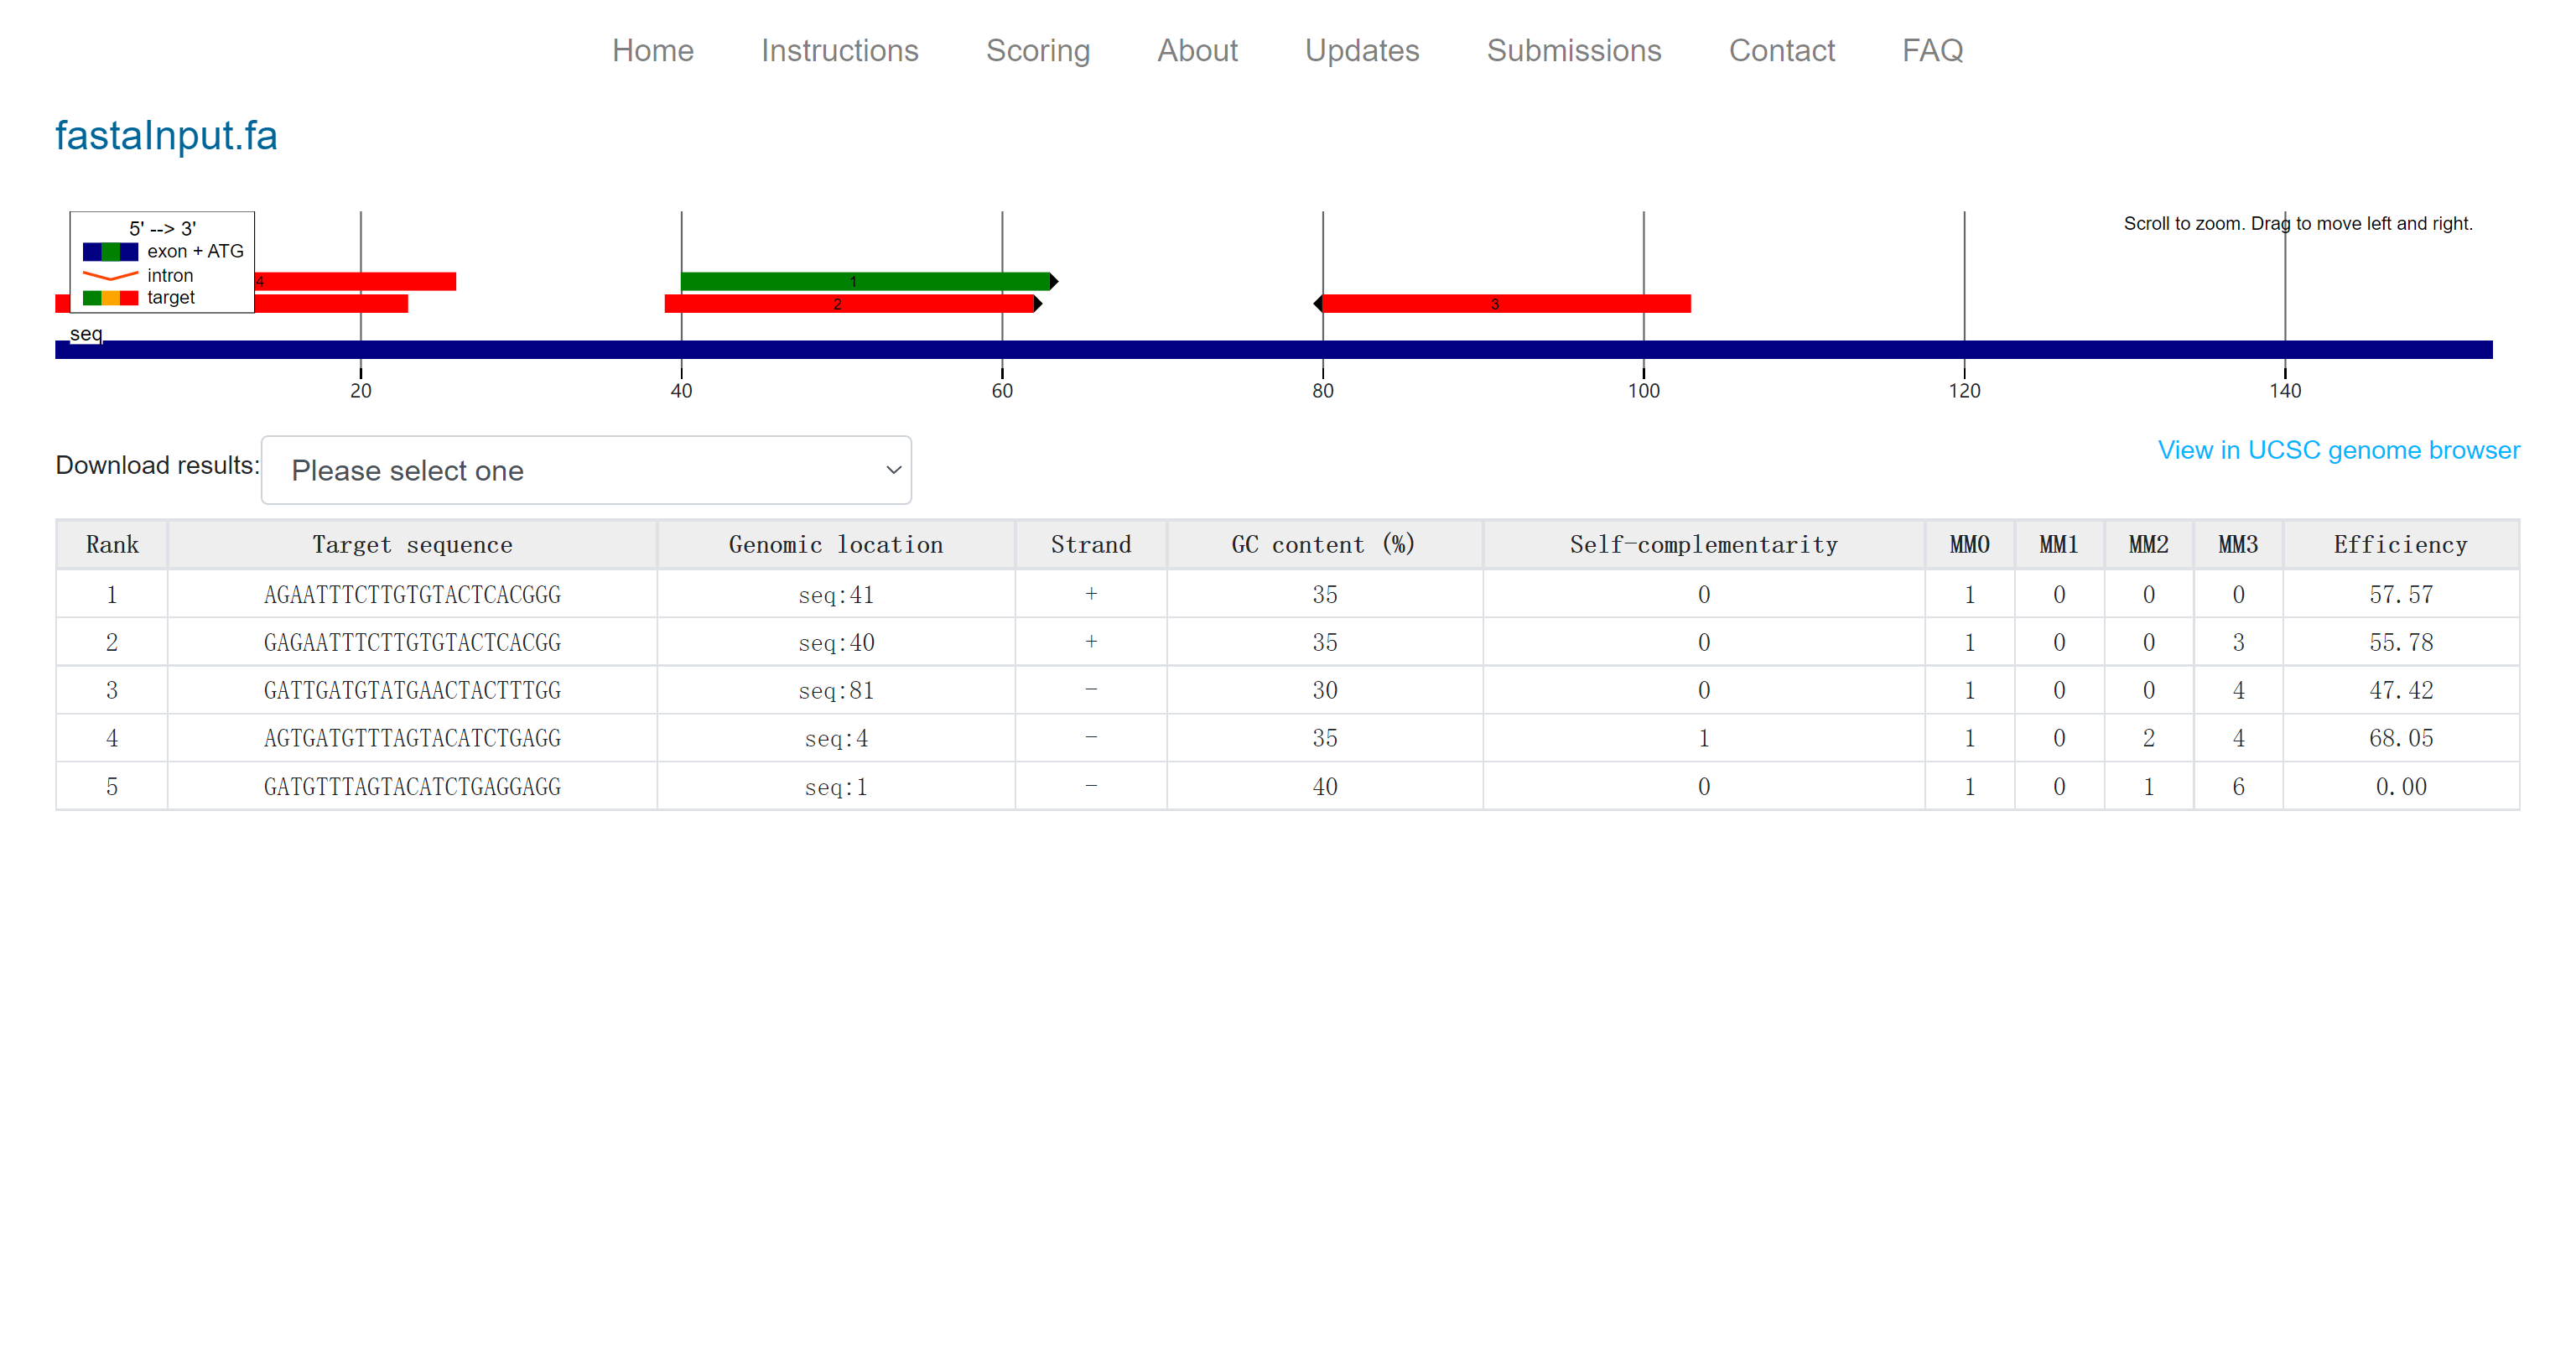 Home Instructions Scoring About Updates Submissions Contact FAQ
fastaInput.fa
5' --> 3'
exon + ATG
intron
target
Scroll to zoom. Drag to move left and right.
4
1
2
3
seq
20 40 60 80 100 120 140
Download results: Please select one
View in UCSC genome browser
Rank Target sequence Genomic location Strand GC content (%) Self-complementarity MM0 MM1 MM2 MM3 Efficiency
1 AGAATTTCTTGTGTACTCACGGG seq:41 + 35 0 1 0 0 0 57.57
2 GAGAATTTCTTGTGTACTCACGG seq:40 + 35 0 1 0 0 3 55.78
3 GATTGATGTATGAACTACTTTGG seq:81 - 30 0 1 0 0 4 47.42
4 AGTGATGTTTAGTACATCTGAGG seq:4 - 35 1 1 0 2 4 68.05
5 GATGTTTAGTACATCTGAGGAGG seq:1 - 40 0 1 0 1 6 0.00